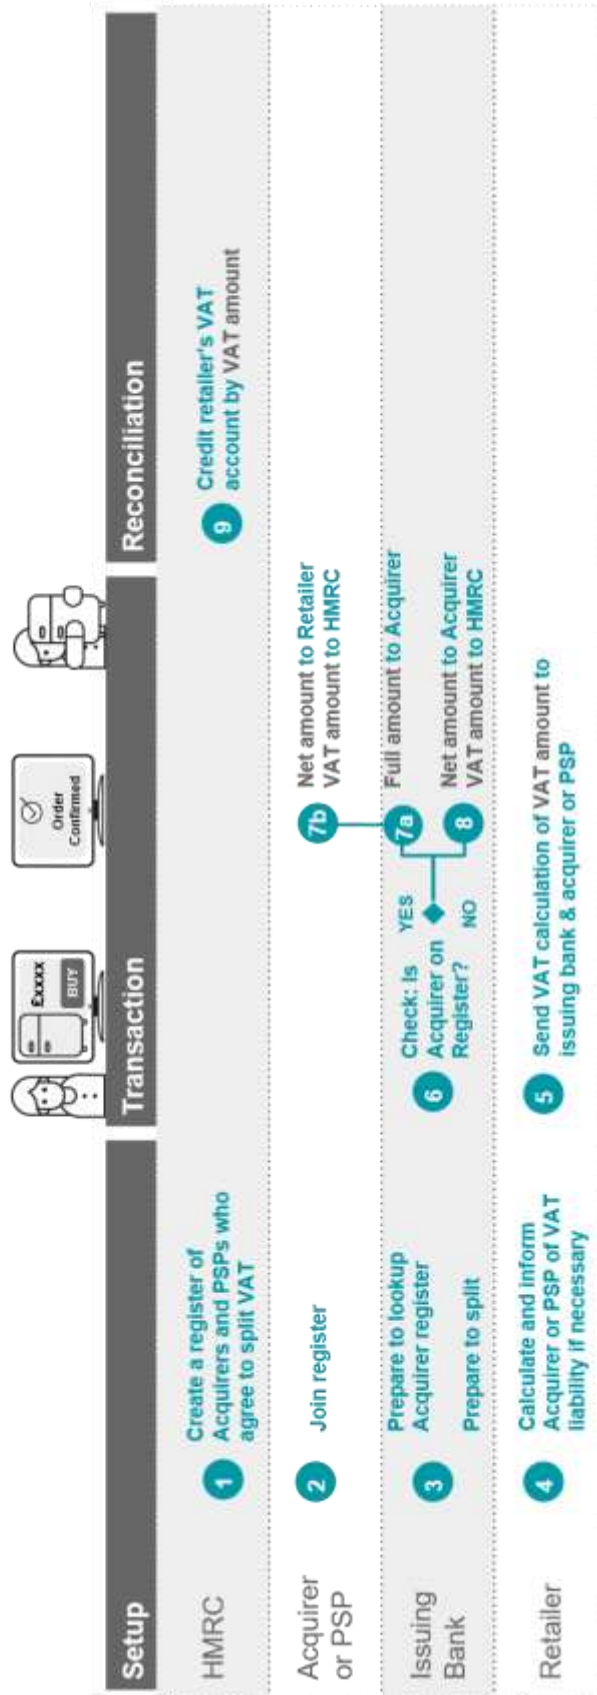 £xxxx
BUY
Order
Confirmed
Setup
Transaction
Reconciliation
HMRC
1
Create a register of
Acquirers and PSPs who
agree to split VAT
9
Credit retailer's VAT
account by VAT amount
Acquirer
or PSP
2
Join register
7b
Net amount to Retailer
VAT amount to HMRC
Issuing
Bank
3
Prepare to lookup
Acquirer register
Prepare to split
6
Check: Is
Acquirer on
Register?
YES
NO
7a
Full amount to Acquirer
8
Net amount to Acquirer
VAT amount to HMRC
Retailer
4
Calculate and inform
Acquirer or PSP of VAT
liability if necessary
5
Send VAT calculation of VAT amount to
issuing bank & acquirer or PSP